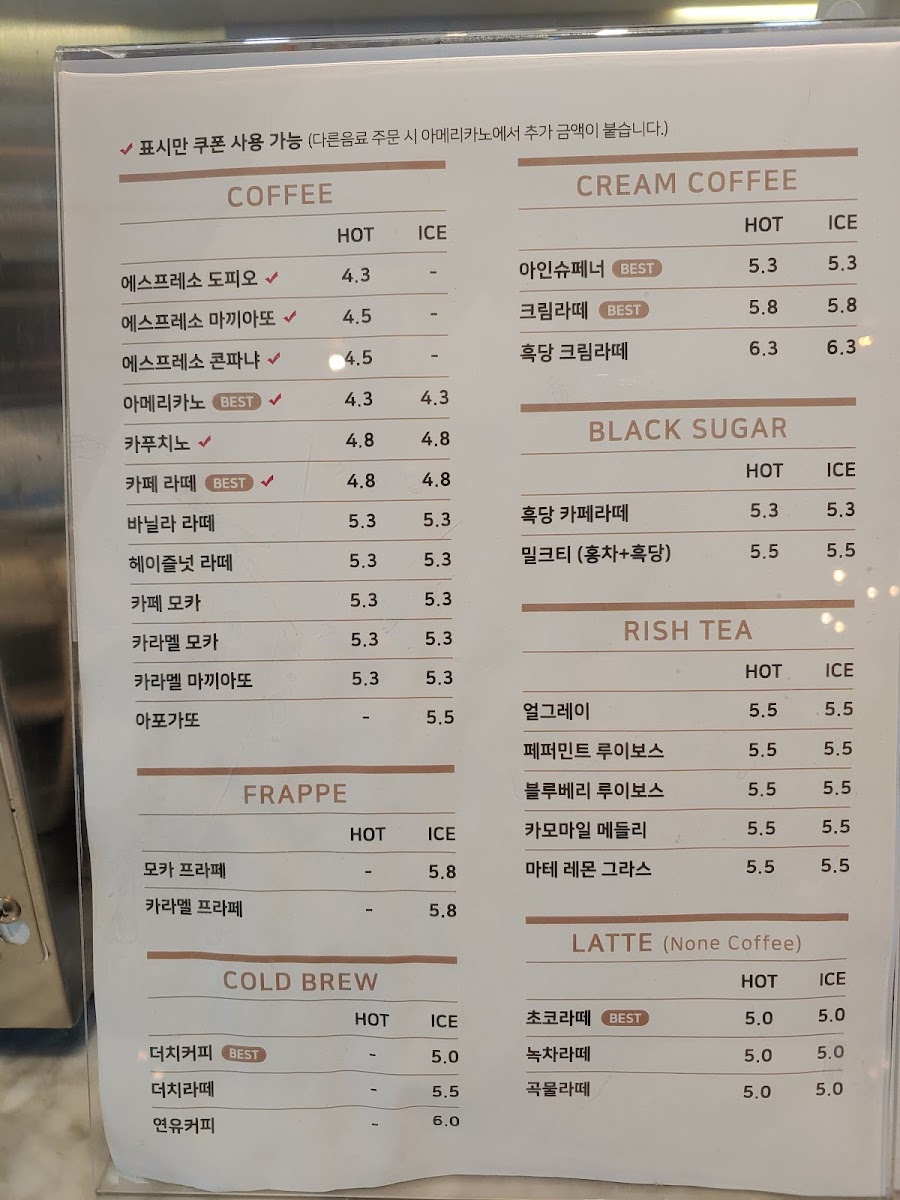 ✓ 표시만 쿠폰 사용 가능 (다른음료 주문 시 아메리카노에서 추가 금액이 붙습니다.)
COFFEE
HOT ICE
에스프레소 도피오 ✓ 4.3 -
에스프레소 마끼아또 ✓ 4.5 -
에스프레소 콘파냐 ✓ 4.5 -
아메리카노 BEST ✓ 4.3 4.3
카푸치노 ✓ 4.8 4.8
카페 라떼 BEST ✓ 4.8 4.8
바닐라 라떼 5.3 5.3
헤이즐넛 라떼 5.3 5.3
카페 모카 5.3 5.3
카라멜 모카 5.3 5.3
카라멜 마끼아또 5.3 5.3
아포가또 - 5.5
FRAPPE
HOT ICE
모카 프라페 - 5.8
카라멜 프라페 - 5.8
COLD BREW
HOT ICE
더치커피 BEST - 5.0
더치라떼 - 5.5
연유커피 - 6.0
CREAM COFFEE
HOT ICE
아인슈페너 BEST 5.3 5.3
크림라떼 BEST 5.8 5.8
흑당 크림라떼 6.3 6.3
BLACK SUGAR
HOT ICE
흑당 카페라떼 5.3 5.3
밀크티 (홍차+흑당) 5.5 5.5
RISH TEA
HOT ICE
얼그레이 5.5 5.5
페퍼민트 루이보스 5.5 5.5
블루베리 루이보스 5.5 5.5
카모마일 메들리 5.5 5.5
마테 레몬 그라스 5.5 5.5
LATTE (None Coffee)
HOT ICE
초코라떼 BEST 5.0 5.0
녹차라떼 5.0 5.0
곡물라떼 5.0 5.0